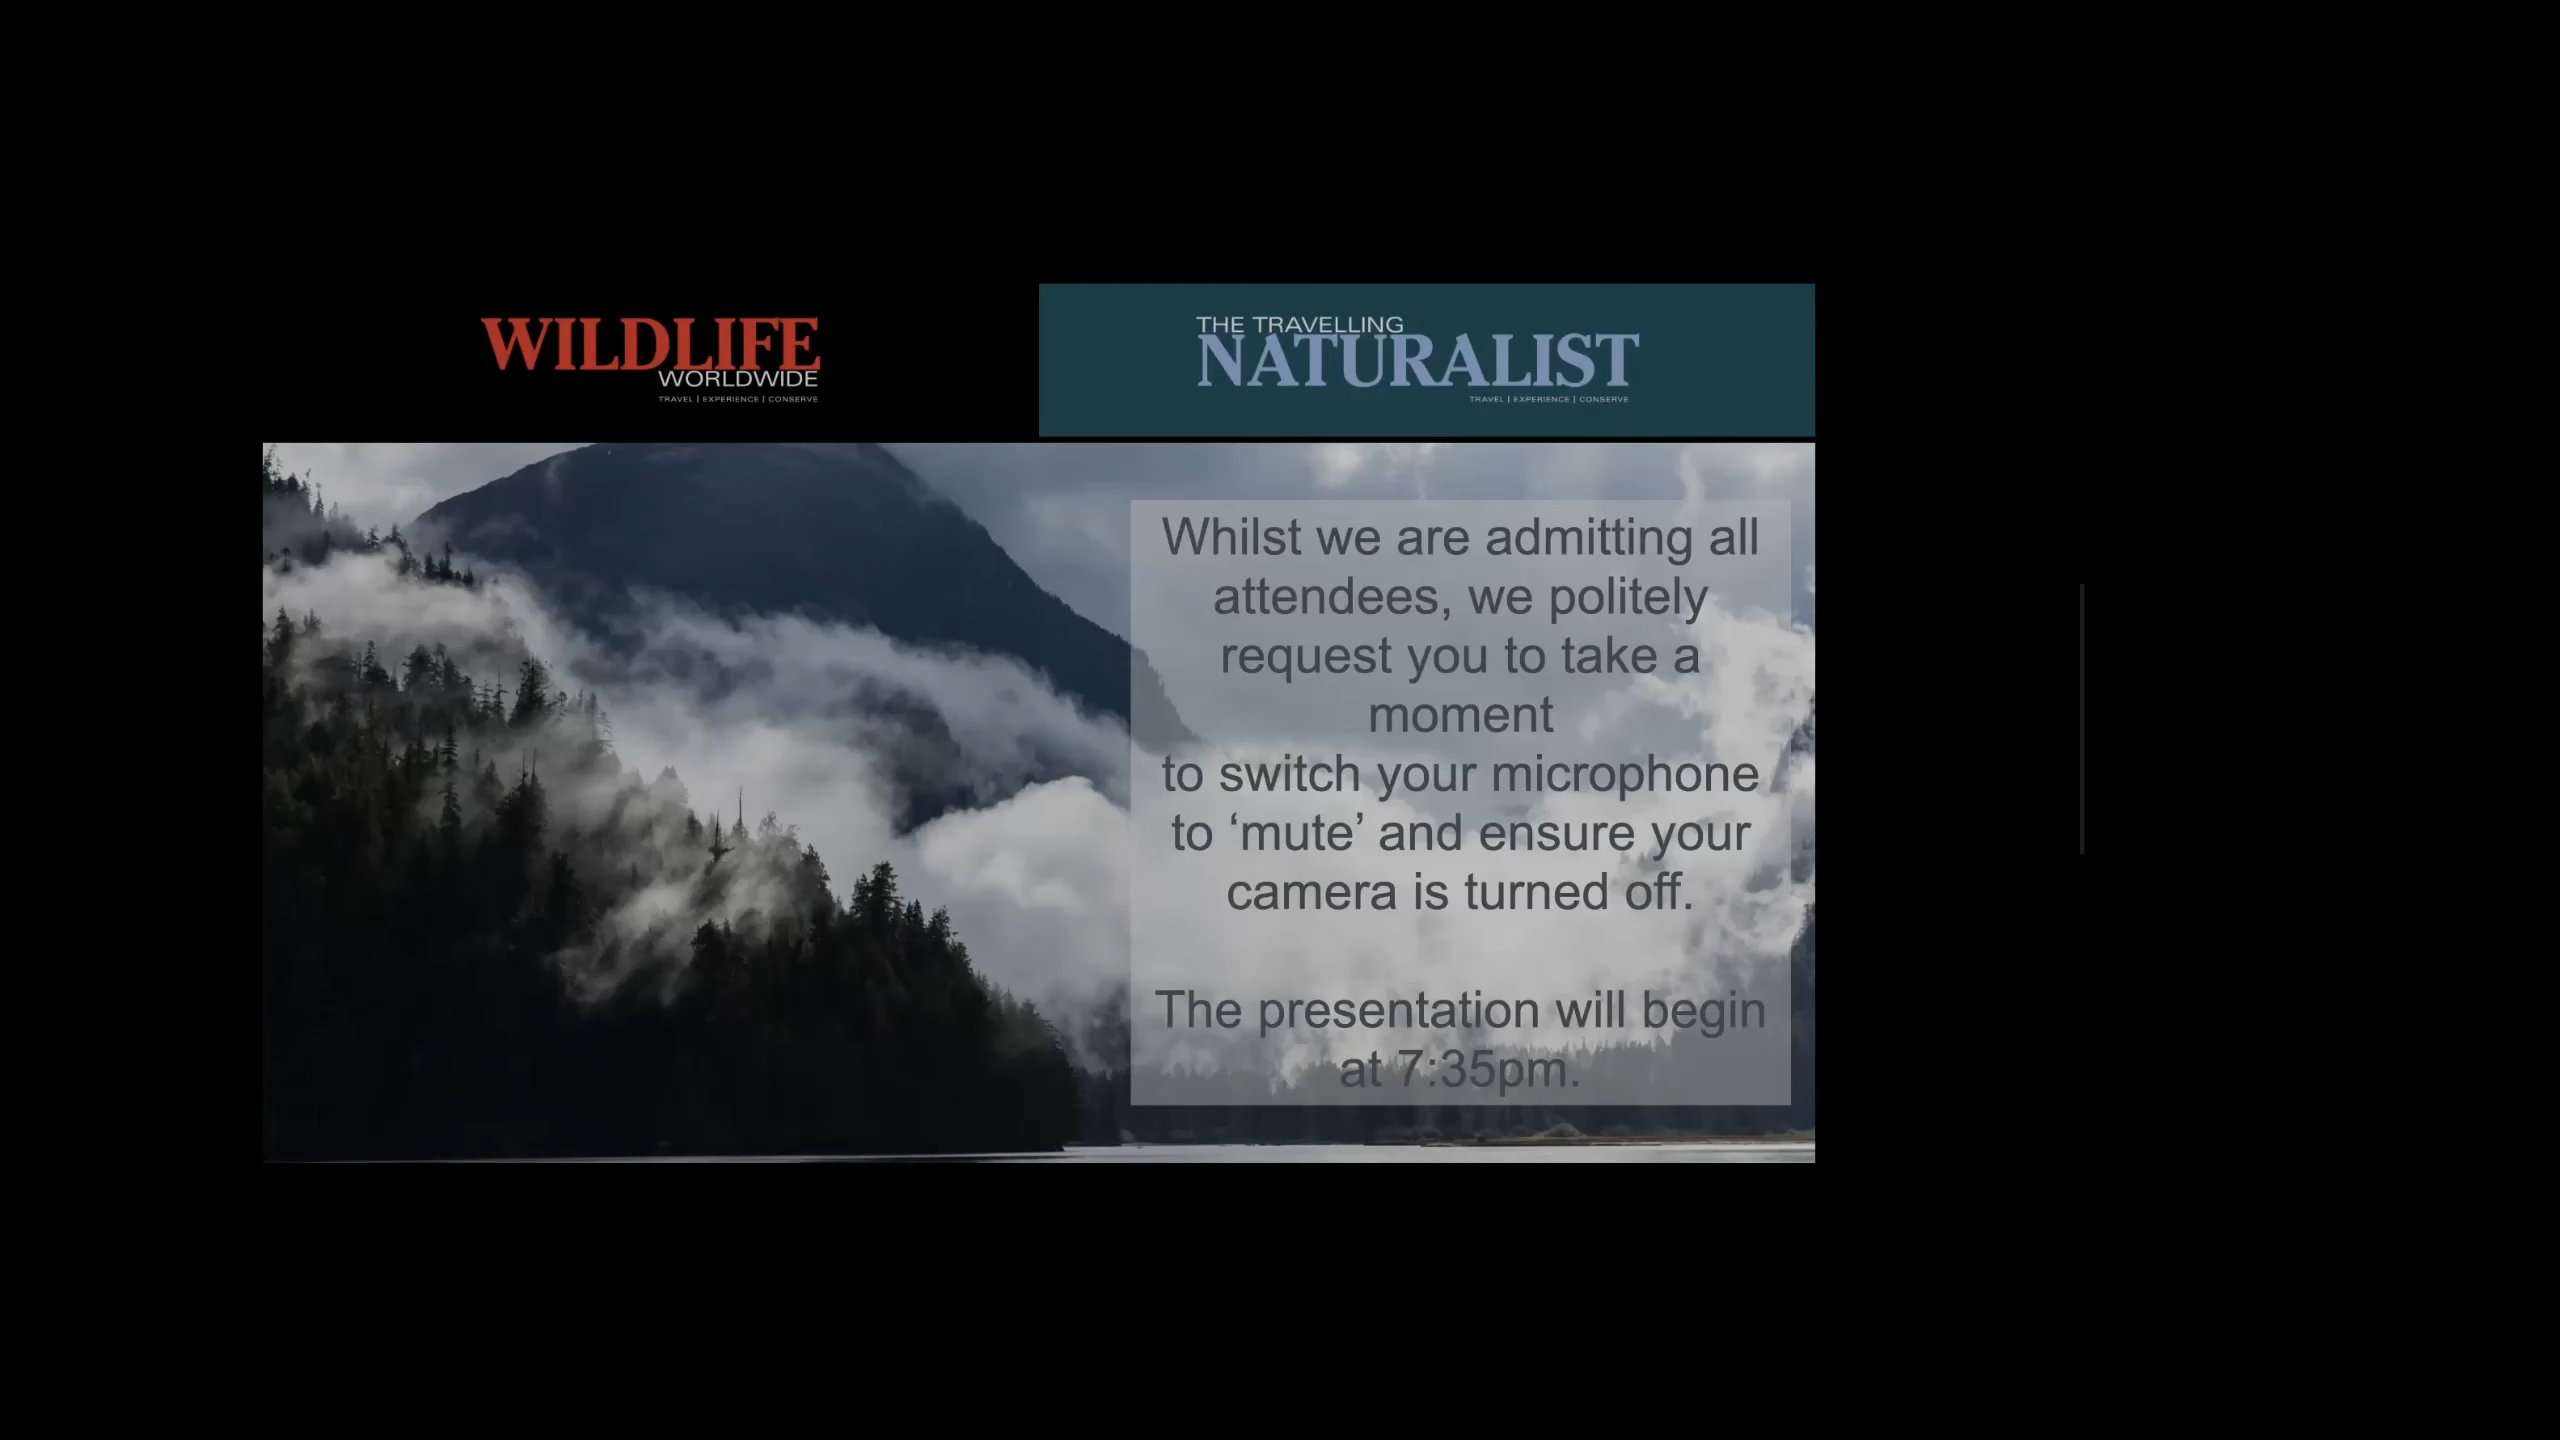 WILDLIFE
WORLDWIDE
TRAVEL | EXPERIENCE | CONSERVE
THE TRAVELLING
NATURALIST
TRAVEL | EXPERIENCE | CONSERVE
Whilst we are admitting all
attendees, we politely
request you to take a
moment
to switch your microphone
to ‘mute’ and ensure your
camera is turned off.
The presentation will begin
at 7:35pm.